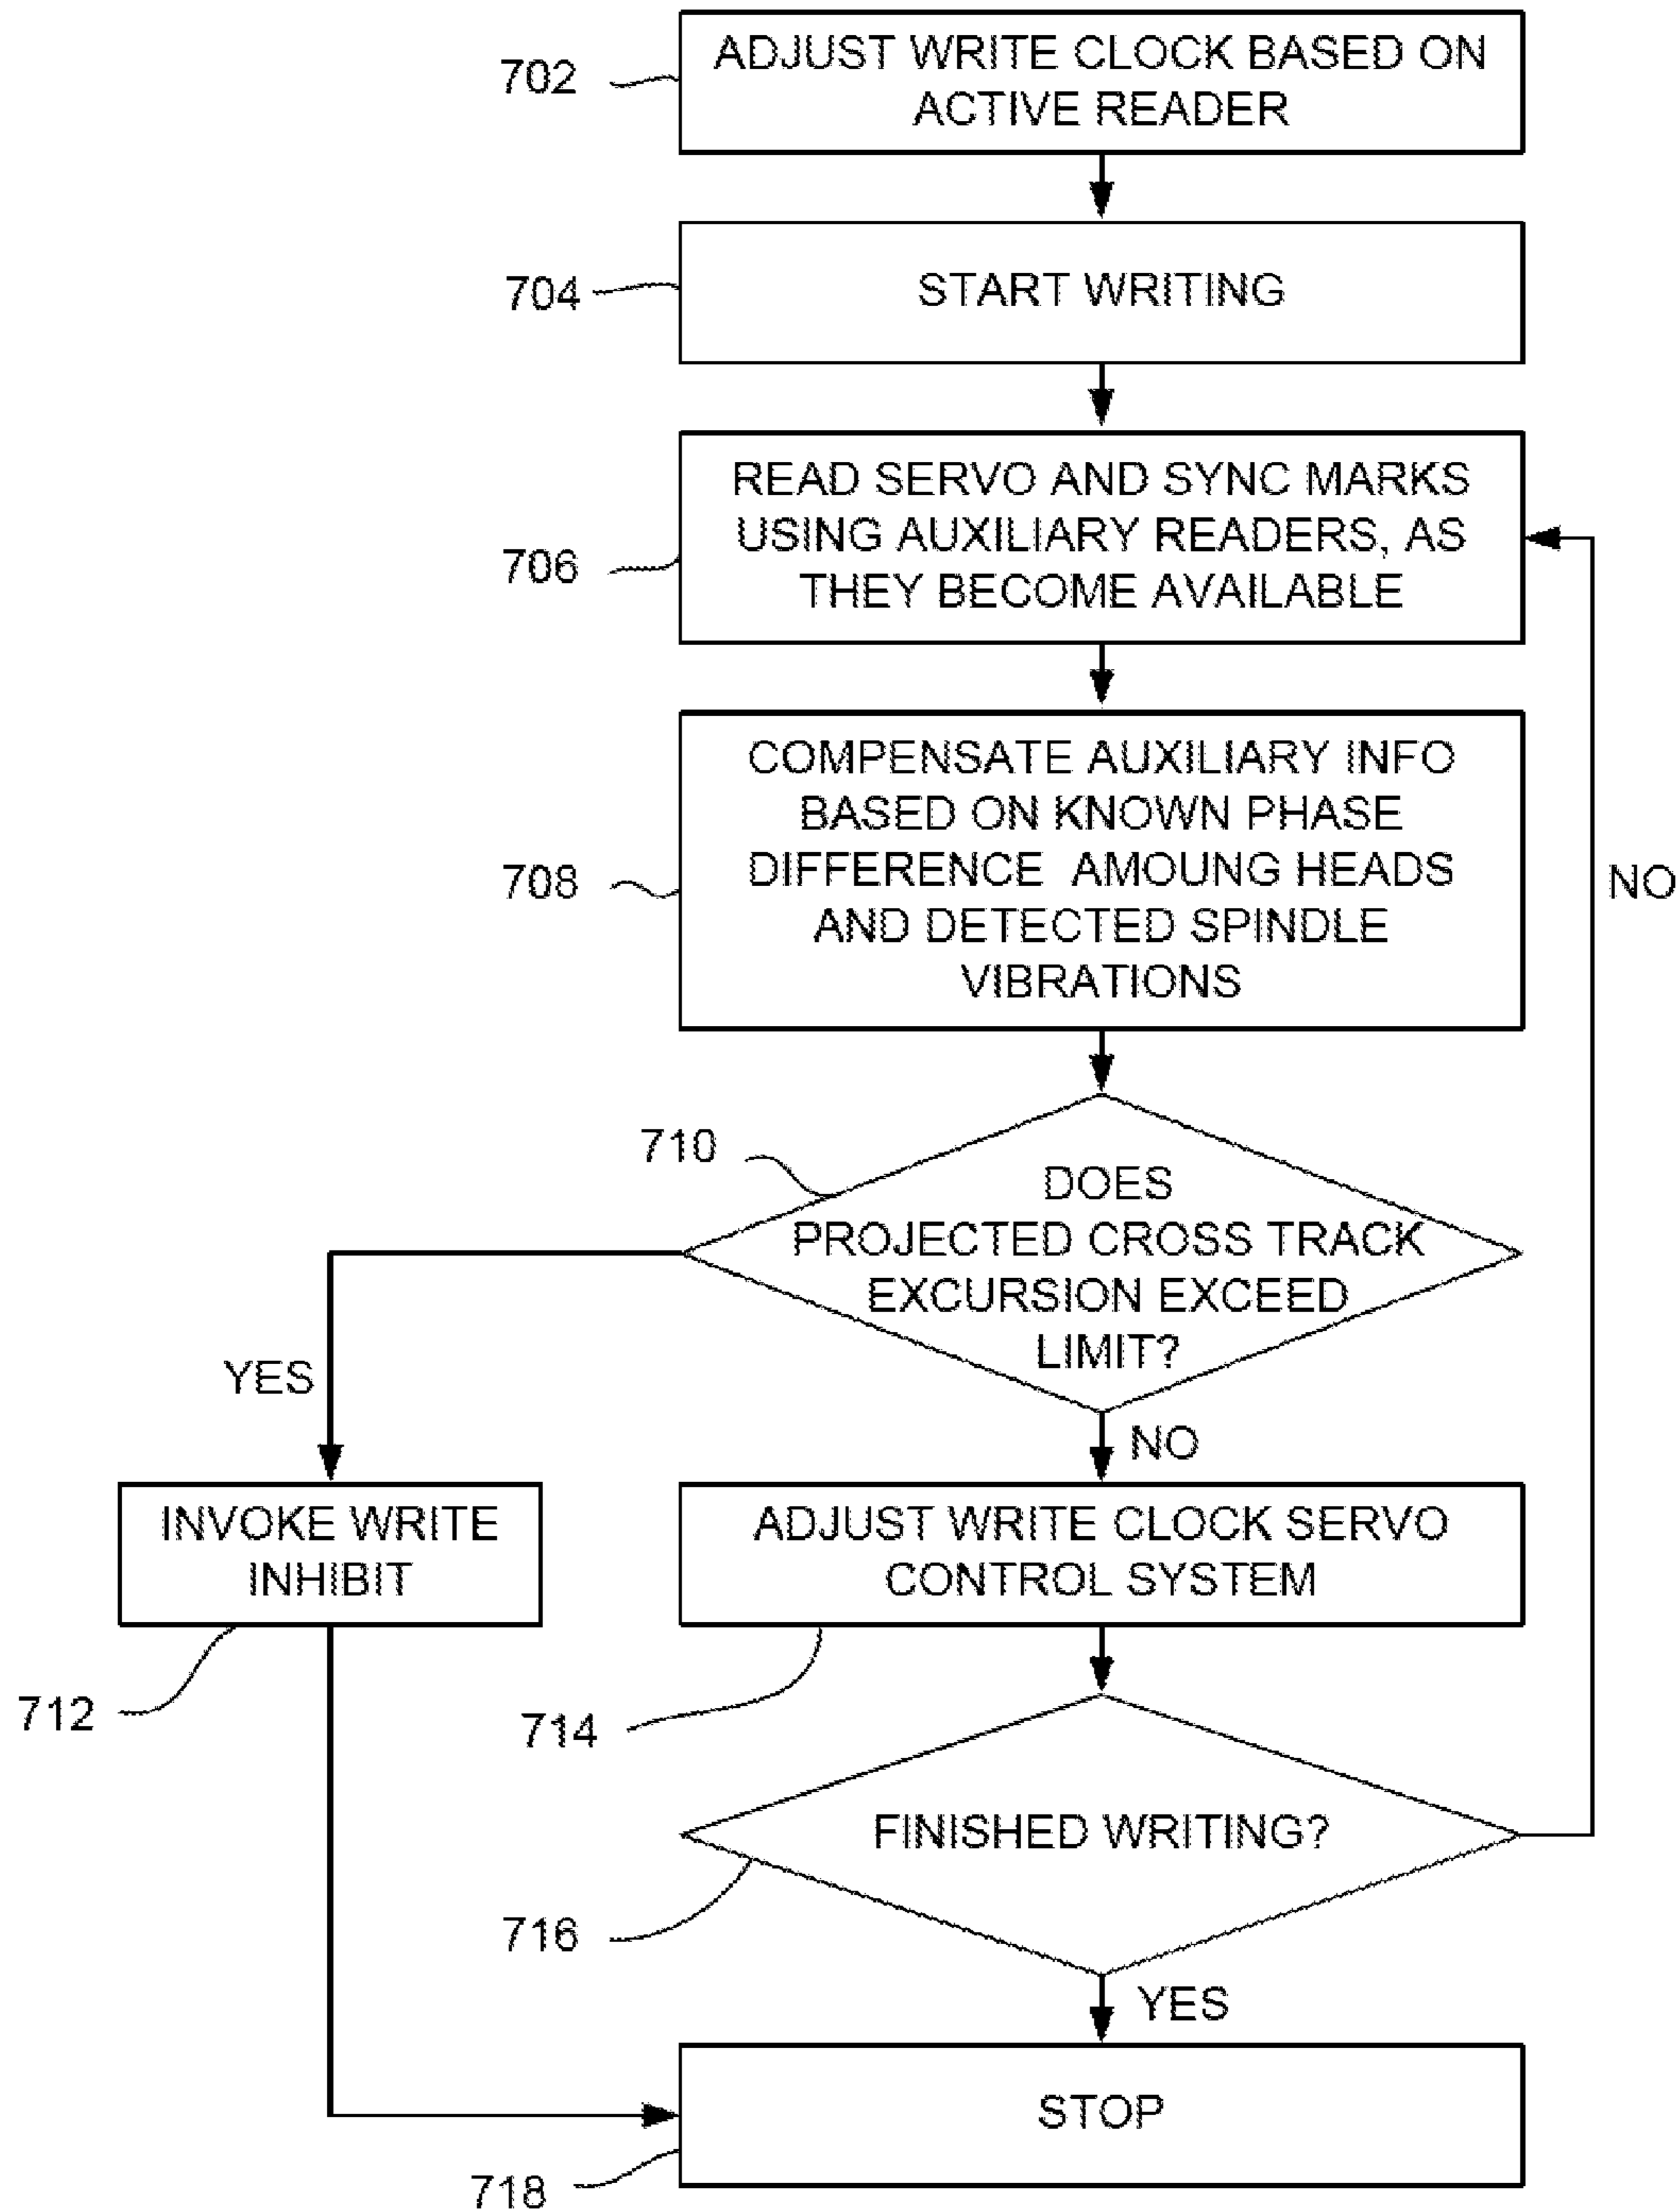 702
ADJUST WRITE CLOCK BASED ON
ACTIVE READER
704
START WRITING
706
READ SERVO AND SYNC MARKS
USING AUXILIARY READERS, AS
THEY BECOME AVAILABLE
708
COMPENSATE AUXILIARY INFO
BASED ON KNOWN PHASE
DIFFERENCE AMOUNG HEADS
AND DETECTED SPINDLE
VIBRATIONS
NO
710
DOES
PROJECTED CROSS TRACK
EXCURSION EXCEED
LIMIT?
YES
NO
INVOKE WRITE
INHIBIT
712
ADJUST WRITE CLOCK SERVO
CONTROL SYSTEM
714
FINISHED WRITING?
716
YES
STOP
718